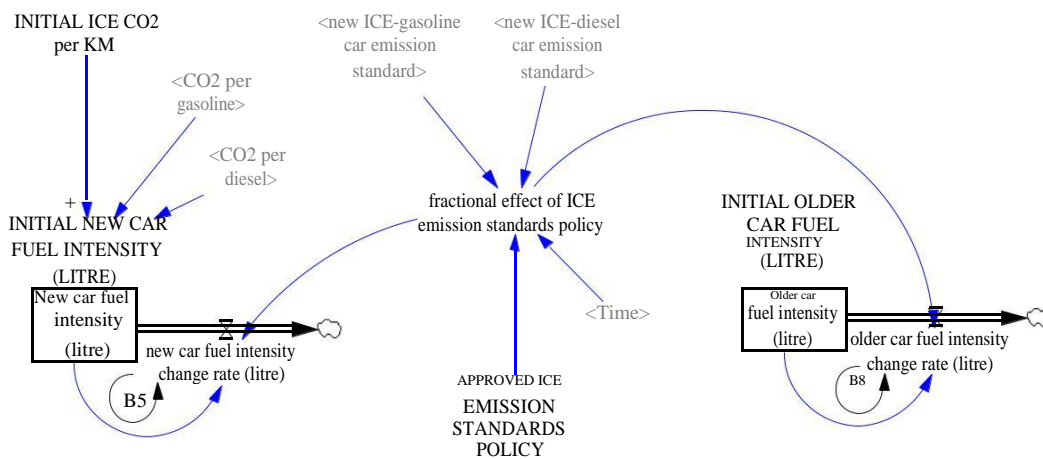 INITIAL ICE CO2
per KM
<CO2 per
gasoline>
<CO2 per
diesel>
+
INITIAL NEW CAR
FUEL INTENSITY
(LITRE)
New car fuel
intensity
(litre)
new car fuel intensity
change rate (litre)
B5
<new ICE-gasoline
car emission
standard>
<new ICE-diesel
car emission
standard>
fractional effect of ICE
emission standards policy
<Time>
APPROVED ICE
EMISSION
STANDARDS
POLICY
INITIAL OLDER
CAR FUEL
INTENSITY
(LITRE)
Older car
fuel intensity
(litre)
older car fuel intensity
change rate (litre)
B8